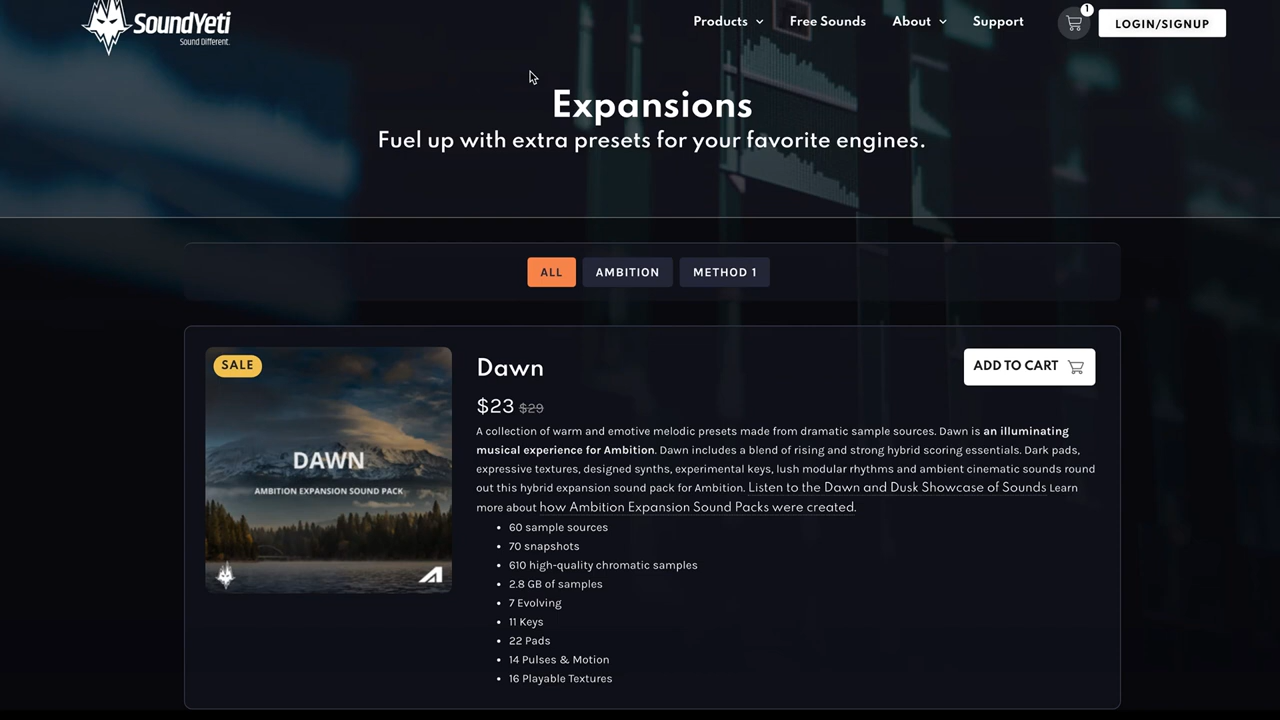 SoundYeti
Sound Different.
Products
Free Sounds
About
Support
1
LOGIN/SIGNUP
Expansions
Fuel up with extra presets for your favorite engines.
ALL
AMBITION
METHOD 1
SALE
DAWN
AMBITION EXPANSION SOUND PACK
Dawn
ADD TO CART
$23 $29
A collection of warm and emotive melodic presets made from dramatic sample sources. Dawn is an illuminating
musical experience for Ambition. Dawn includes a blend of rising and strong hybrid scoring essentials. Dark pads,
expressive textures, designed synths, experimental keys, lush modular rhythms and ambient cinematic sounds round
out this hybrid expansion sound pack for Ambition. Listen to the Dawn and Dusk Showcase of Sounds Learn
more about how Ambition Expansion Sound Packs were created.
• 60 sample sources
• 70 snapshots
• 610 high-quality chromatic samples
• 2.8 GB of samples
• 7 Evolving
• 11 Keys
• 22 Pads
• 14 Pulses & Motion
• 16 Playable Textures